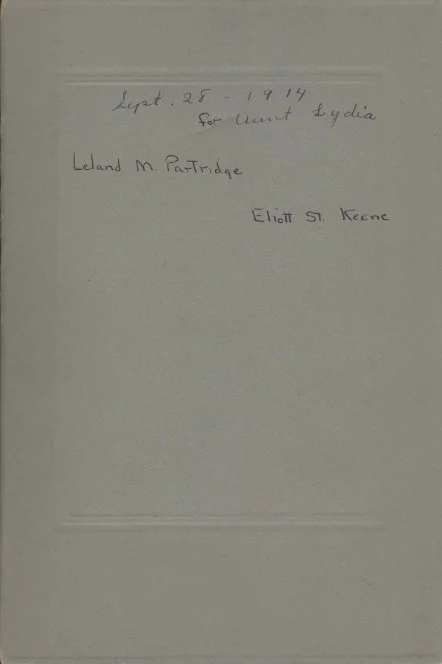 Sept. 28 - 1914
for Aunt Lydia
Leland M. Partridge
Eliott St. Keene